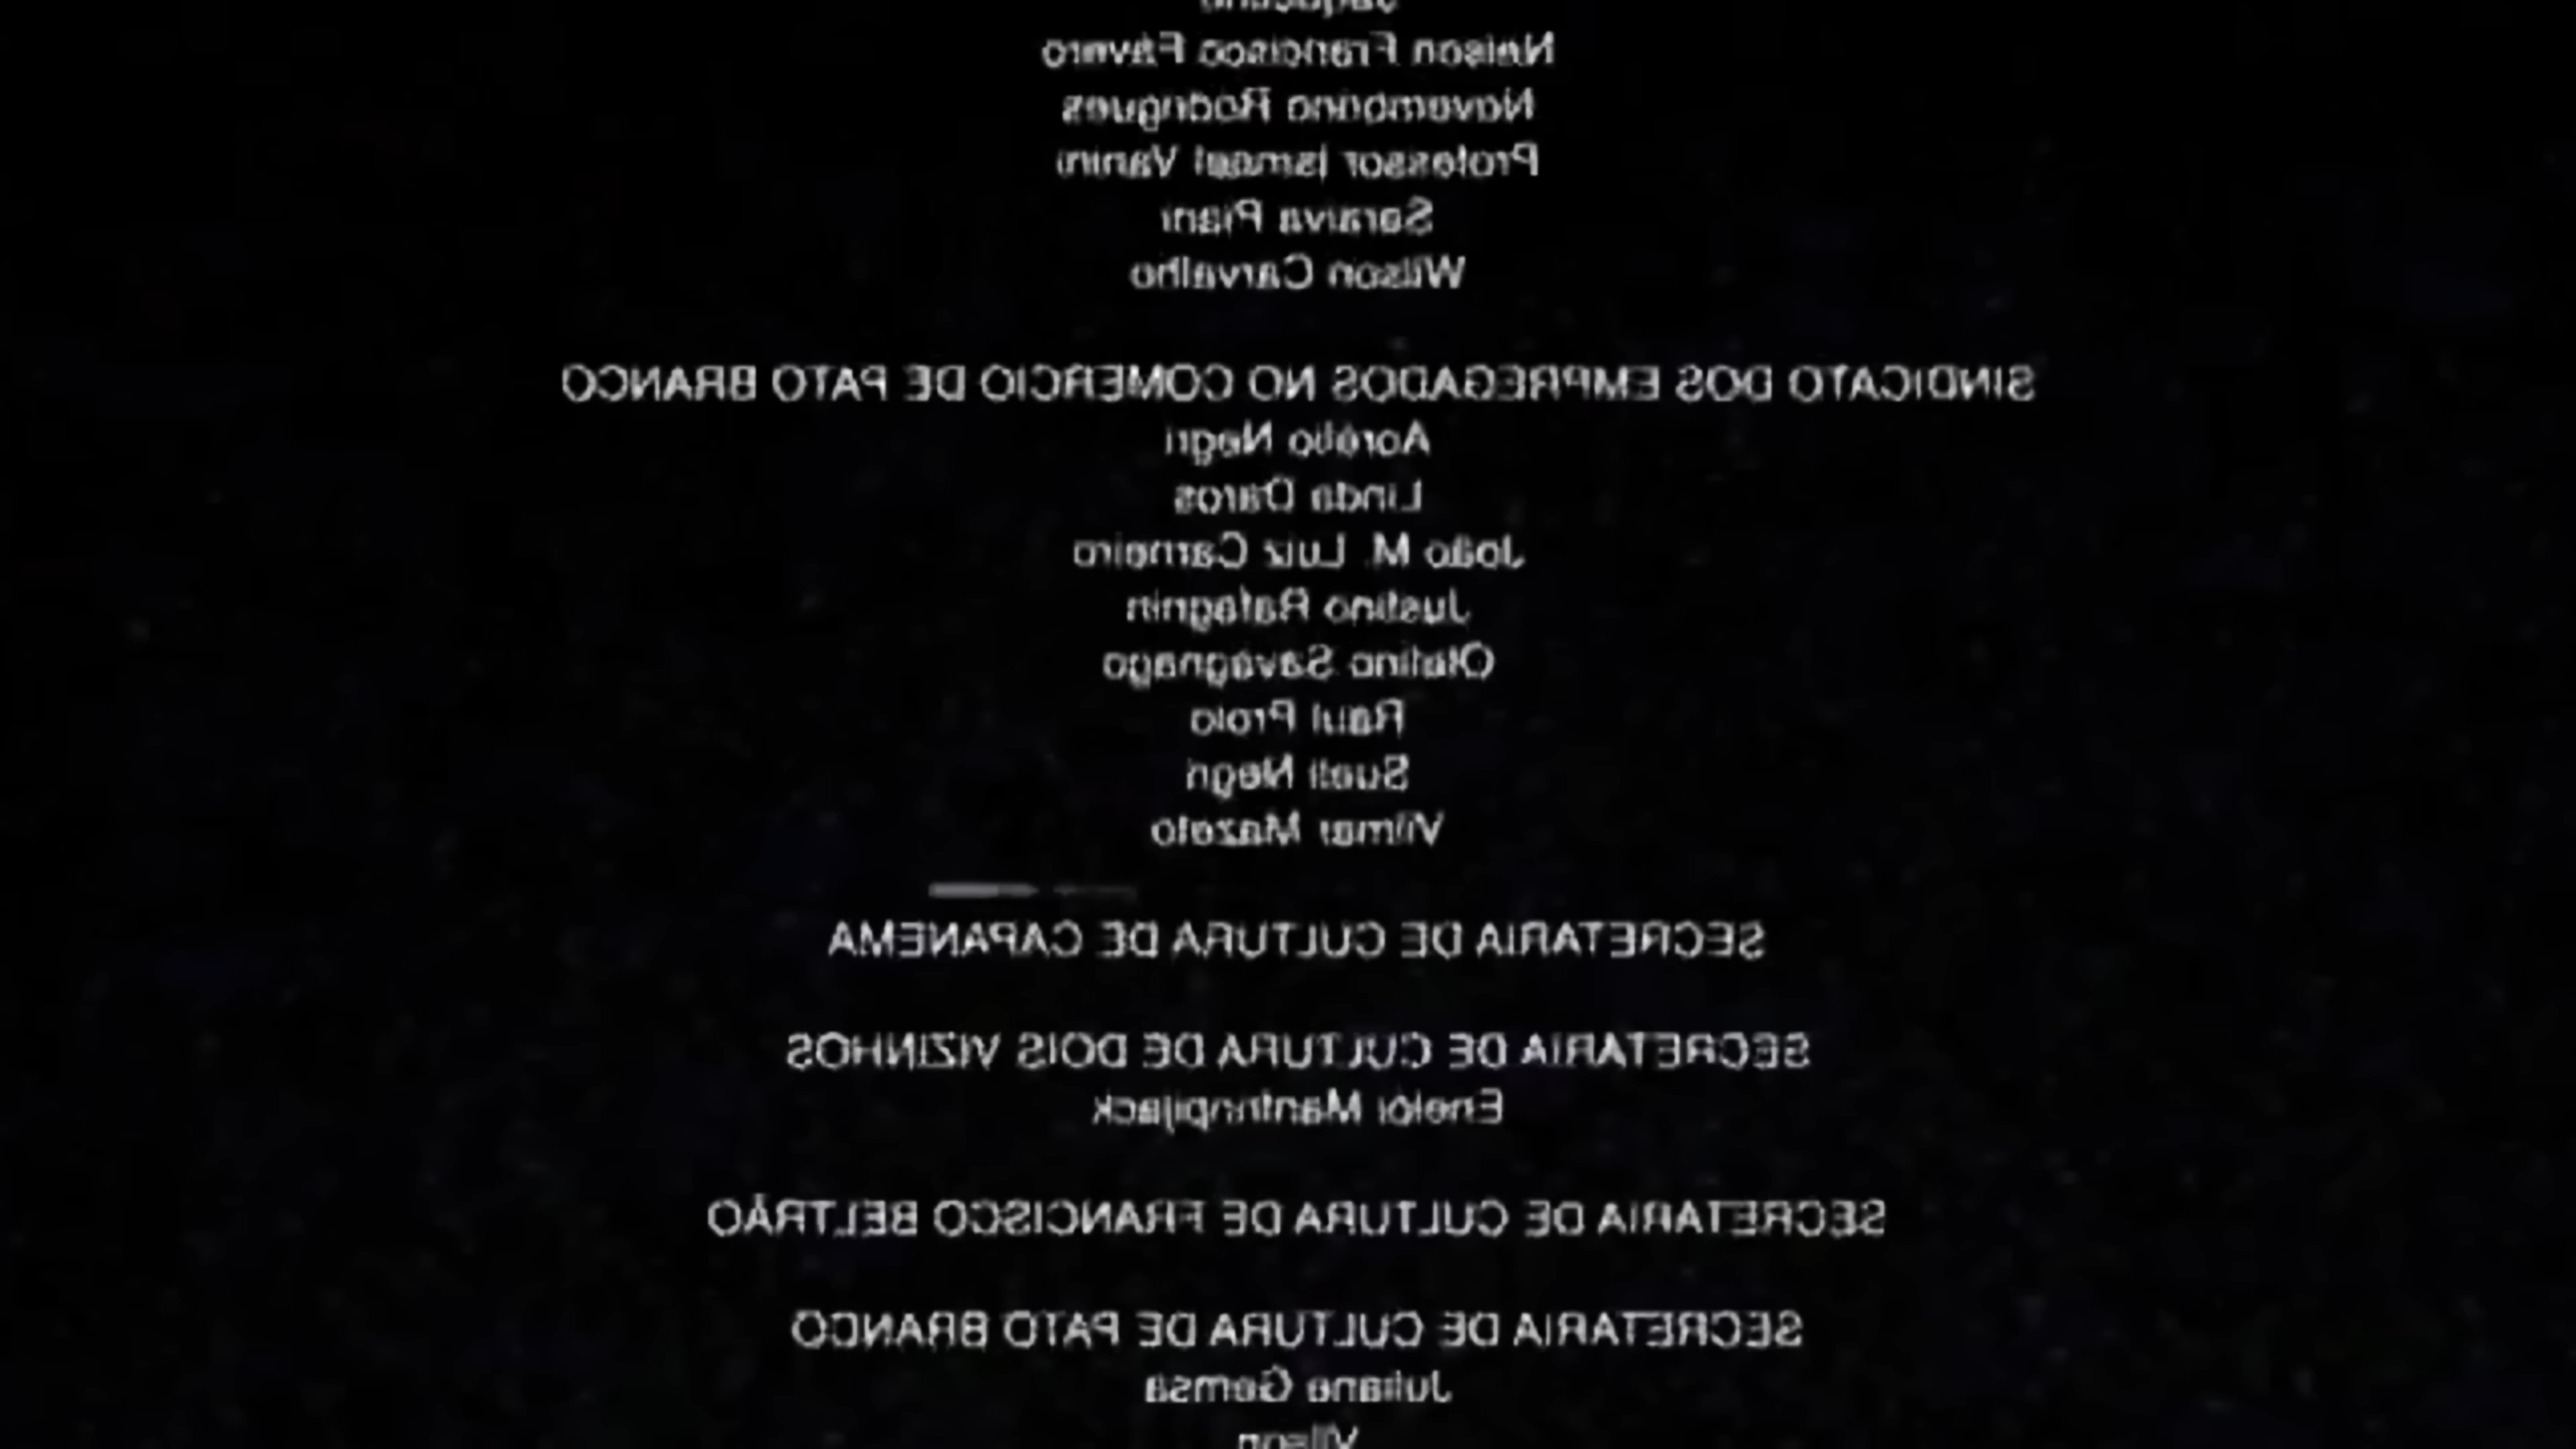 Nelson Francisco Fávero
Novembrino Rodrigues
Professor Ismael Vanini
Saraiva Piani
Wilson Carvalho
SINDICATO DOS EMPREGADOS NO COMERCIO DE PATO BRANCO
Negri
Linda Daros
João M. Luiz Carneiro
Justino Rafagnin
Savagnago
Raul Prolo
Sueli Negri
Vilmar Mazeto
SECRETARIA DE CULTURA DE CAPANEMA
SECRETARIA DE CULTURA DE DOIS VIZINHOS
SECRETARIA DE CULTURA DE FRANCISCO BELTRÃO
SECRETARIA DE CULTURA DE PATO BRANCO
Juliane Gemsa
Vilson